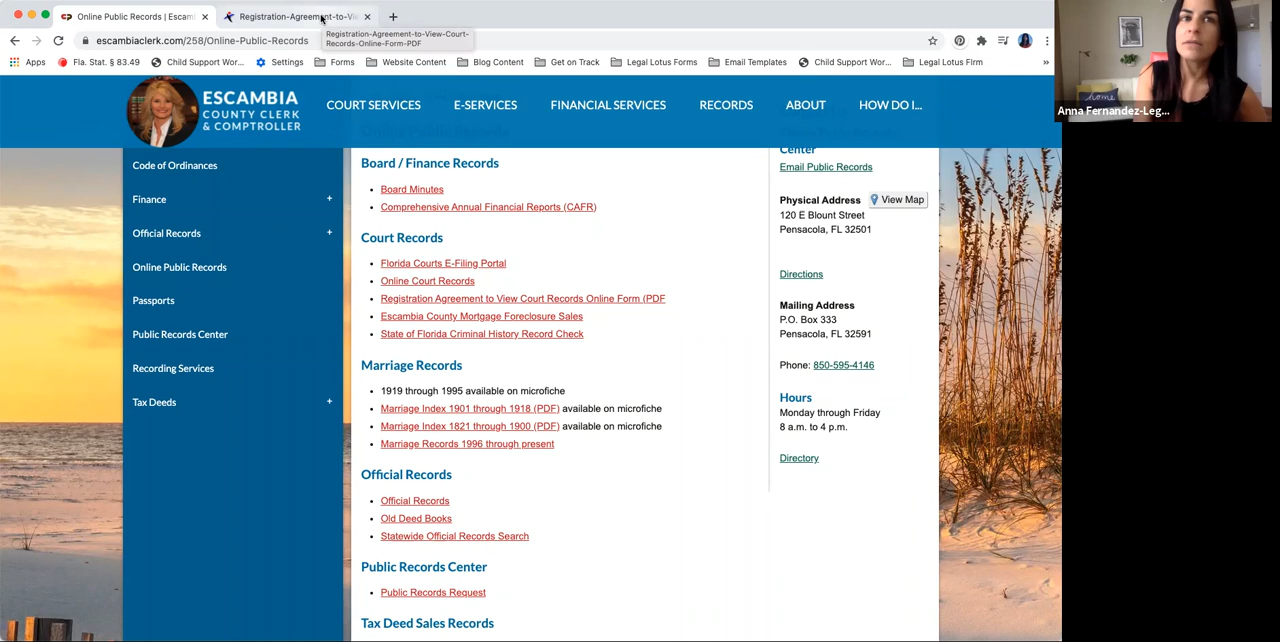 Online Public Records | Escam
Registration-Agreement-to-Vi
Registration-Agreement-to-View-Court-
Records-Online-Form-PDF
escambiaclerk.com/258/Online-Public-Records
Apps
Fla. Stat. § 83.49
Child Support Wor...
Settings
Forms
Website Content
Blog Content
Get on Track
Legal Lotus Forms
Email Templates
Child Support Wor...
Legal Lotus Firm
»
home
Anna Fernandez-Leg...
ESCAMBIA
COUNTY CLERK
& COMPTROLLER
COURT SERVICES
E-SERVICES
FINANCIAL SERVICES
RECORDS
ABOUT
HOW DO I...
Code of Ordinances
Finance +
Official Records +
Online Public Records
Passports
Public Records Center
Recording Services
Tax Deeds +
Online Public Records
Board / Finance Records
• Board Minutes
• Comprehensive Annual Financial Reports (CAFR)
Court Records
• Florida Courts E-Filing Portal
• Online Court Records
• Registration Agreement to View Court Records Online Form (PDF
• Escambia County Mortgage Foreclosure Sales
• State of Florida Criminal History Record Check
Marriage Records
• 1919 through 1995 available on microfiche
• Marriage Index 1901 through 1918 (PDF) available on microfiche
• Marriage Index 1821 through 1900 (PDF) available on microfiche
• Marriage Records 1996 through present
Official Records
• Official Records
• Old Deed Books
• Statewide Official Records Search
Public Records Center
• Public Records Request
Tax Deed Sales Records
Center
Email Public Records
Physical Address
View Map
120 E Blount Street
Pensacola, FL 32501
Directions
Mailing Address
P.O. Box 333
Pensacola, FL 32591
Phone: 850-595-4146
Hours
Monday through Friday
8 a.m. to 4 p.m.
Directory